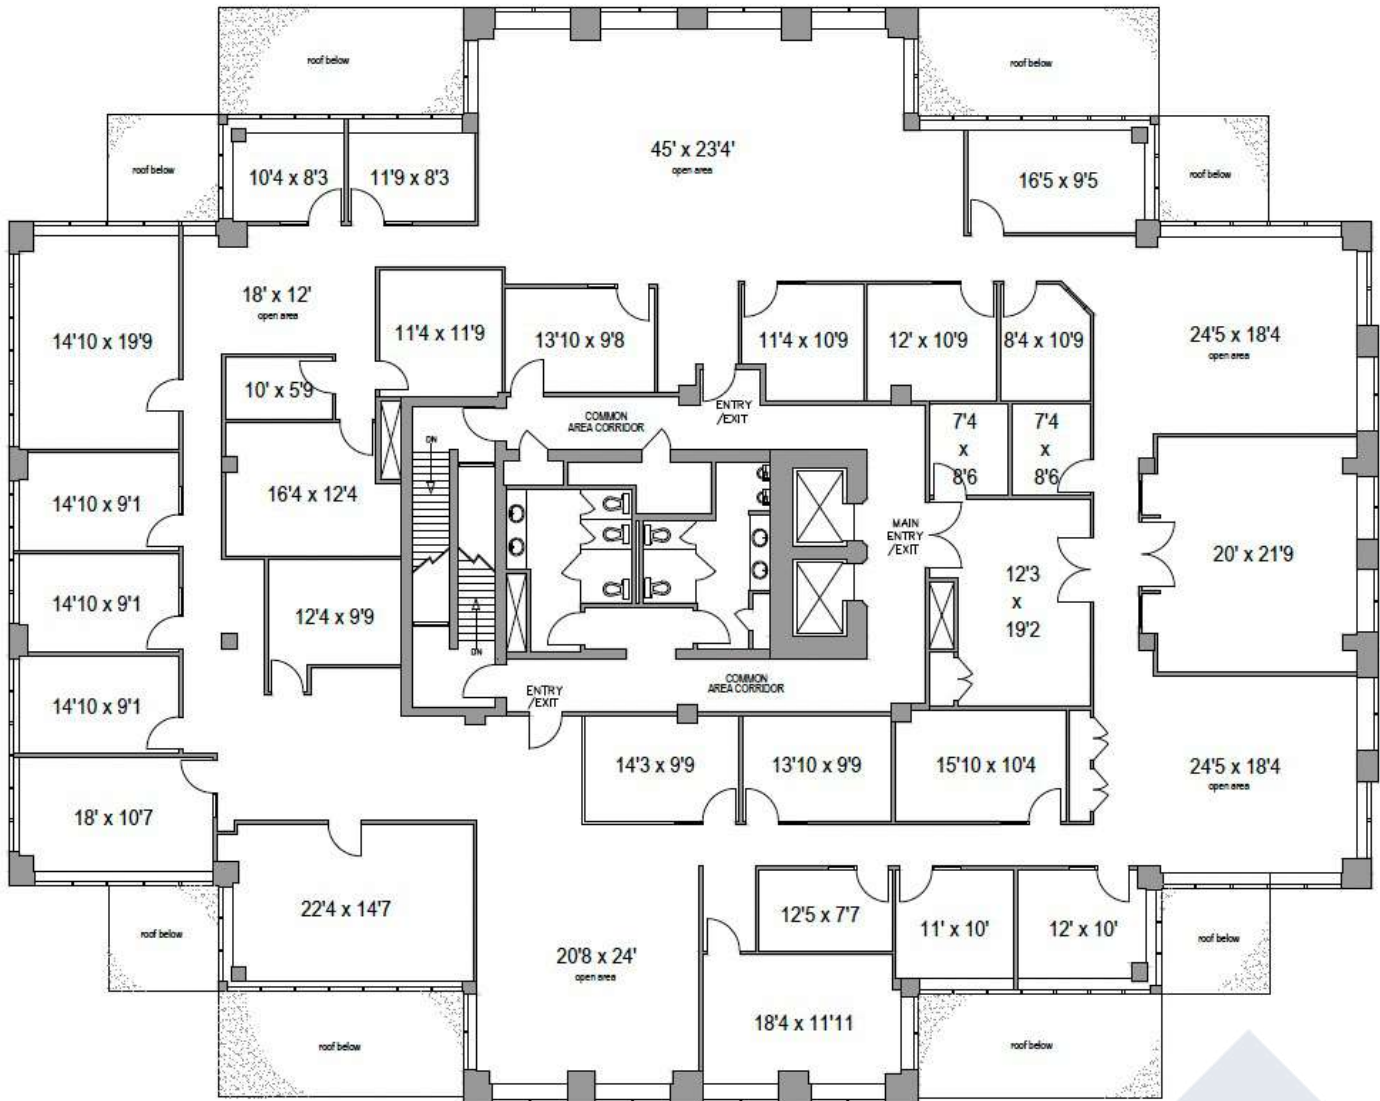 roof below
roof below
45' x 23'4'
open area
roof below
10'4 x 8'3
11'9 x 8'3
16'5 x 9'5
roof below
18' x 12'
open area
14'10 x 19'9
11'4 x 11'9
13'10 x 9'8
11'4 x 10'9
12' x 10'9
8'4 x 10'9
24'5 x 18'4
open area
10' x 5'9
ENTRY
/EXIT
COMMON
AREA CORRIDOR
7'4
x
8'6
7'4
x
8'6
DN
16'4 x 12'4
14'10 x 9'1
MAIN
ENTRY
/EXIT
20' x 21'9
12'3
x
19'2
14'10 x 9'1
12'4 x 9'9
DN
COMMON
AREA CORRIDOR
ENTRY
/EXIT
14'10 x 9'1
14'3 x 9'9
13'10 x 9'9
15'10 x 10'4
24'5 x 18'4
open area
18' x 10'7
22'4 x 14'7
12'5 x 7'7
11' x 10'
12' x 10'
roof below
roof below
20'8 x 24'
open area
18'4 x 11'11
roof below
roof below